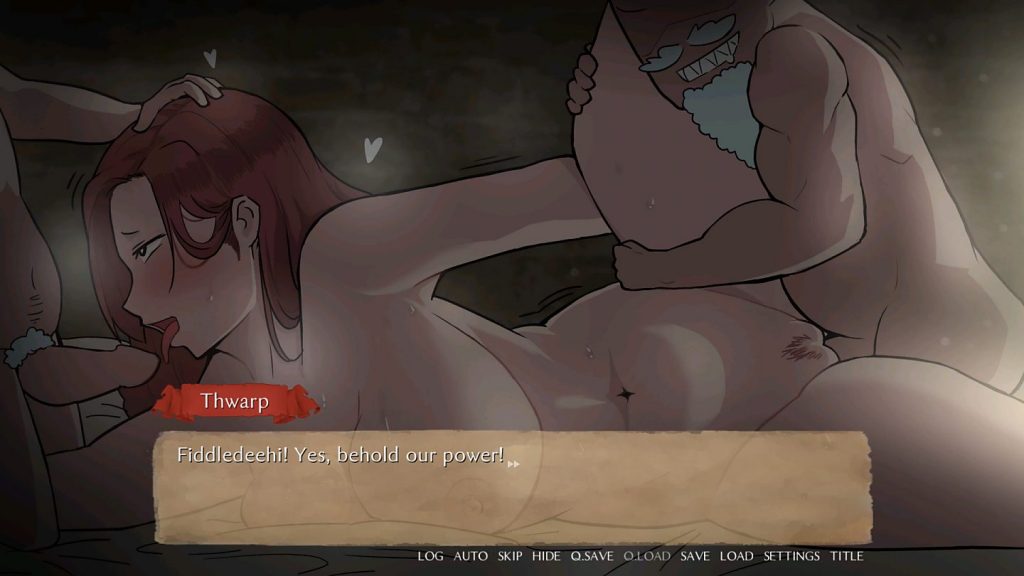 Thwarp
Fiddledeehi! Yes, behold our power!
LOG AUTO SKIP HIDE Q.SAVE Q.LOAD SAVE LOAD SETTINGS TITLE